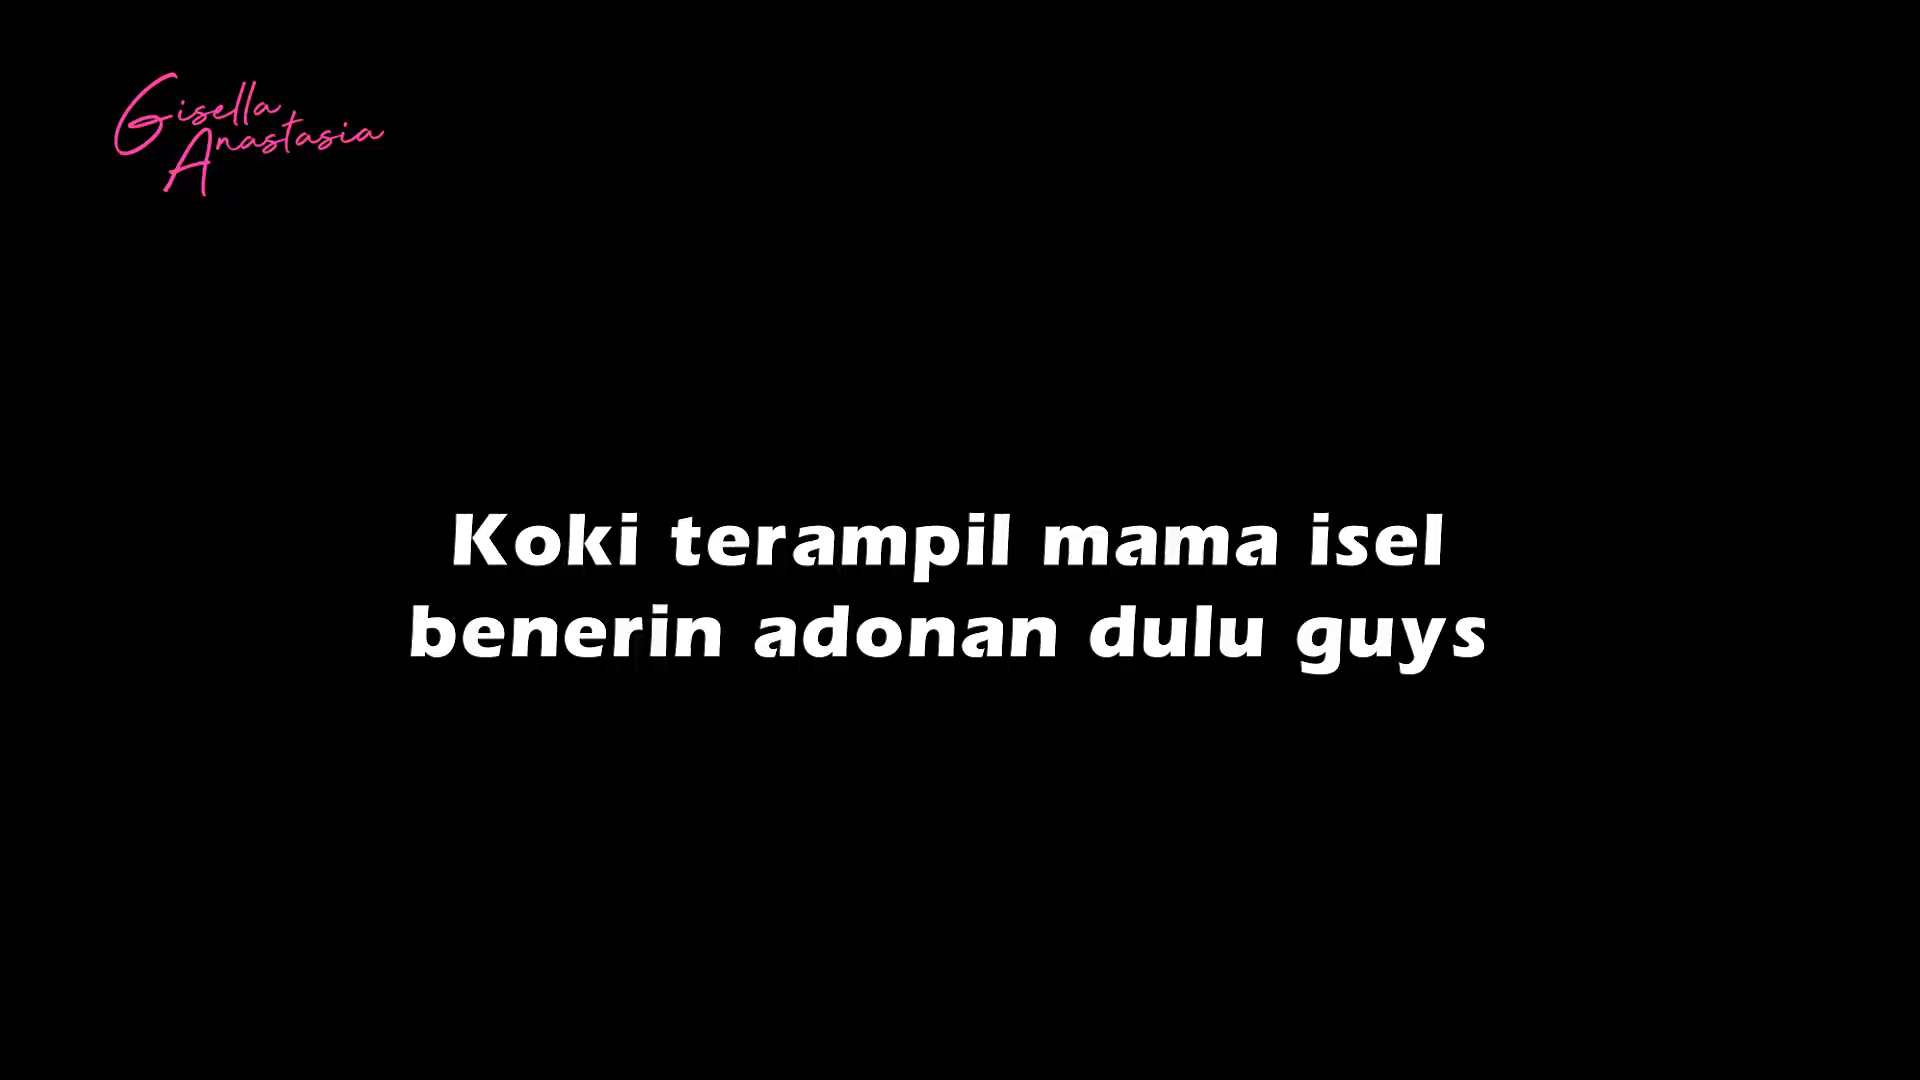 Gisella
Anastasia
Koki terampil mama isel
benerin adonan dulu guys